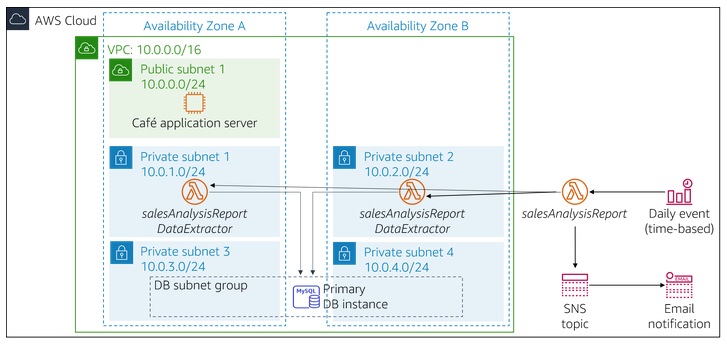 AWS Cloud
Availability Zone A
Availability Zone B
VPC: 10.0.0.0/16
Public subnet 1
10.0.0.0/24
Café application server
Private subnet 1
10.0.1.0/24
salesAnalysisReport
DataExtractor
Private subnet 2
10.0.2.0/24
salesAnalysisReport
DataExtractor
salesAnalysisReport
Daily event
(time-based)
Private subnet 3
10.0.3.0/24
Private subnet 4
10.0.4.0/24
DB subnet group
MySQL
Primary
DB instance
SNS
topic
EMAIL
Email
notification